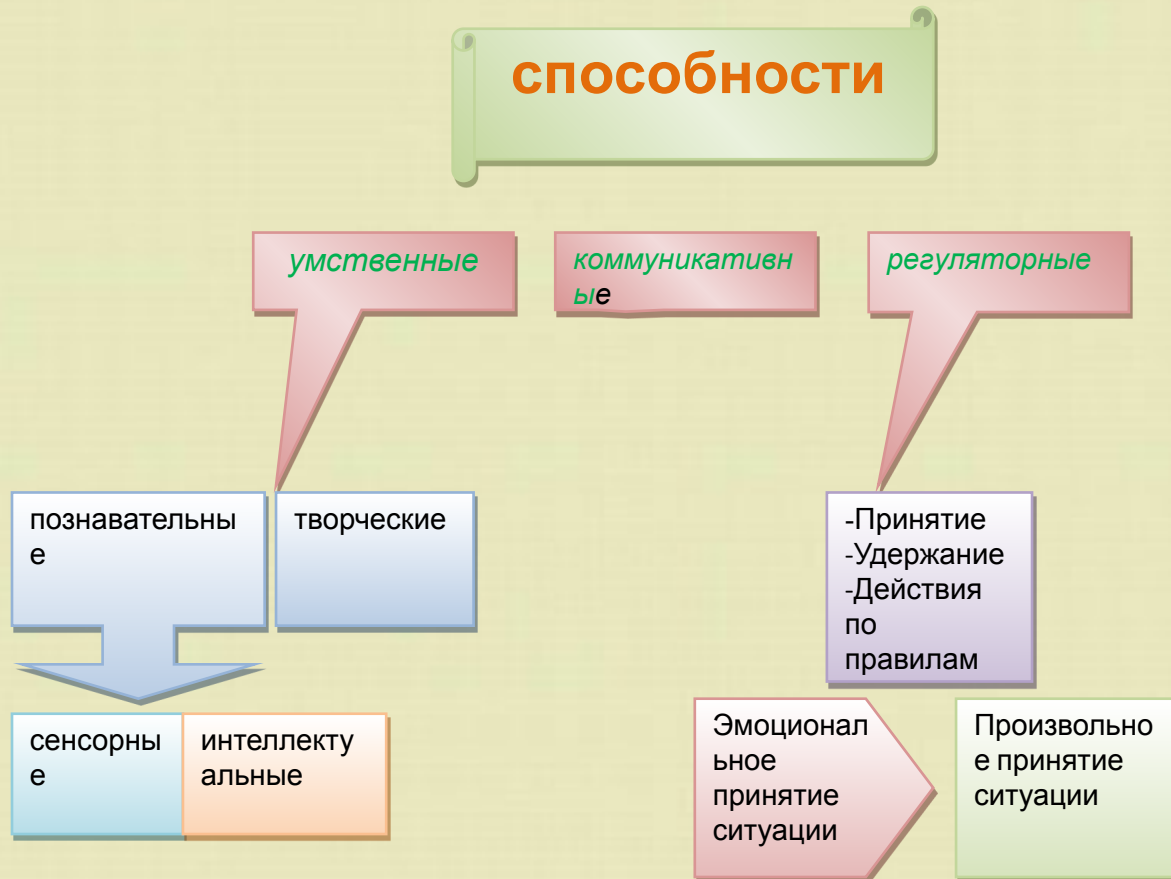 способности
умственные
коммуникативн
ые
регуляторные
познавательны
е
творческие
-Принятие
-Удержание
-Действия
по
правилам
сенсорны
е
интеллекту
альные
Эмоционал
ьное
принятие
ситуации
Произвольно
е принятие
ситуации